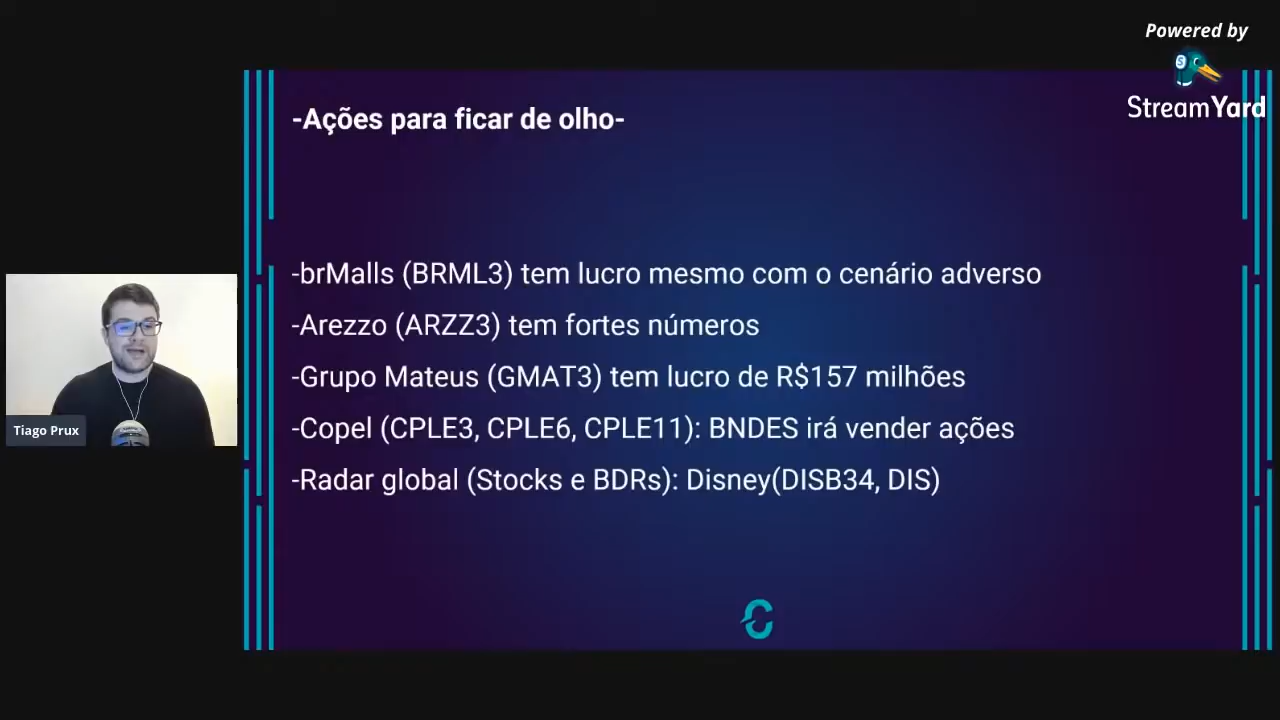 Powered by
StreamYard
-Ações para ficar de olho-
-brMalls (BRML3) tem lucro mesmo com o cenário adverso
-Arezzo (ARZZ3) tem fortes números
-Grupo Mateus (GMAT3) tem lucro de R$157 milhões
-Copel (CPLE3, CPLE6, CPLE11): BNDES irá vender ações
-Radar global (Stocks e BDRs): Disney(DISB34, DIS)
Tiago Prux